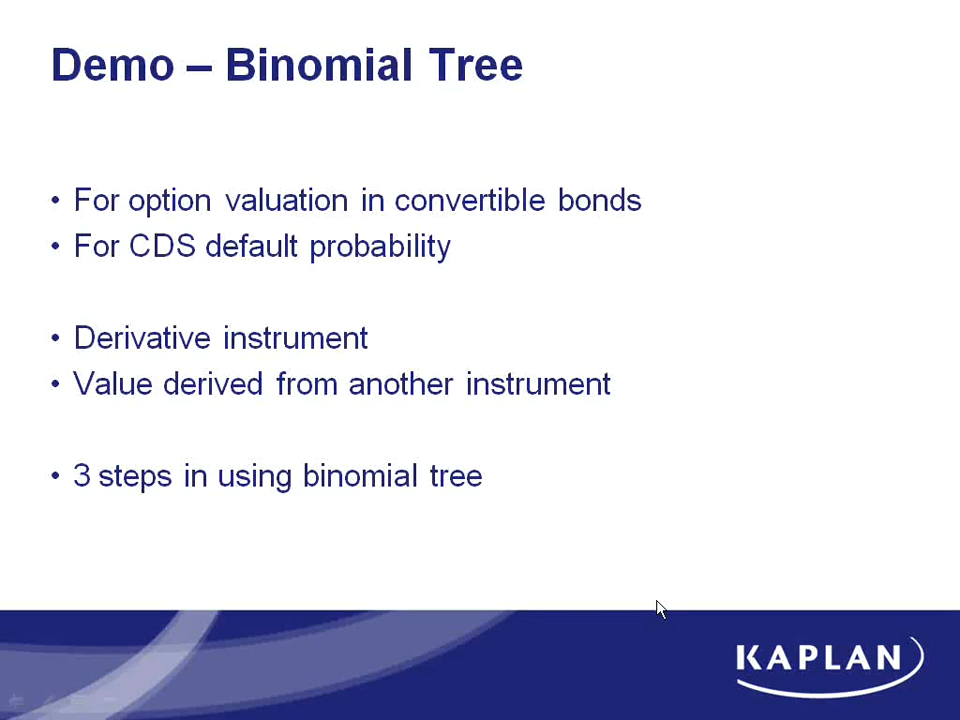 Demo – Binomial Tree
• For option valuation in convertible bonds
• For CDS default probability
• Derivative instrument
• Value derived from another instrument
• 3 steps in using binomial tree
KAPLAN